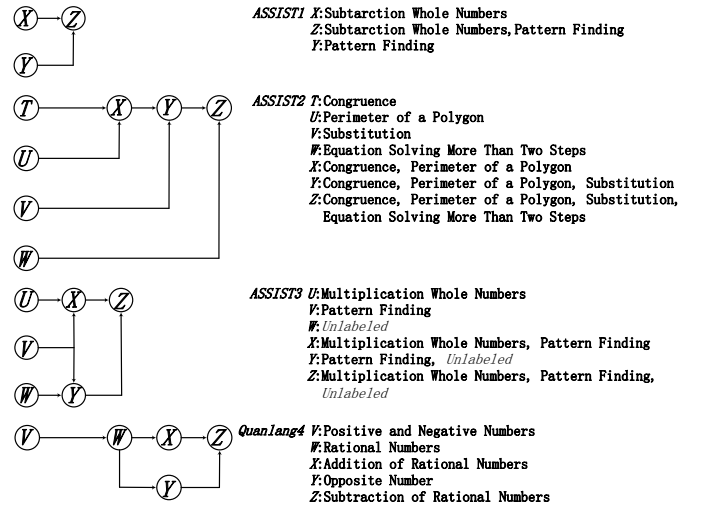 X Z ASSIST1 X:Subtarction Whole Numbers
Z:Subtarction Whole Numbers,Pattern Finding
Y Y:Pattern Finding
T X Y Z ASSIST2 T:Congruence
U:Perimeter of a Polygon
V:Substitution
U W:Equation Solving More Than Two Steps
X:Congruence, Perimeter of a Polygon
Y:Congruence, Perimeter of a Polygon, Substitution
V Z:Congruence, Perimeter of a Polygon, Substitution,
Equation Solving More Than Two Steps
W
U X Z ASSIST3 U:Multiplication Whole Numbers
V:Pattern Finding
W:Unlabeled
V X:Multiplication Whole Numbers, Pattern Finding
Y:Pattern Finding, Unlabeled
Z:Multiplication Whole Numbers, Pattern Finding,
W Y Unlabeled
V W X Z Quanlang4 V:Positive and Negative Numbers
W:Rational Numbers
X:Addition of Rational Numbers
Y Y:Opposite Number
Z:Subtraction of Rational Numbers